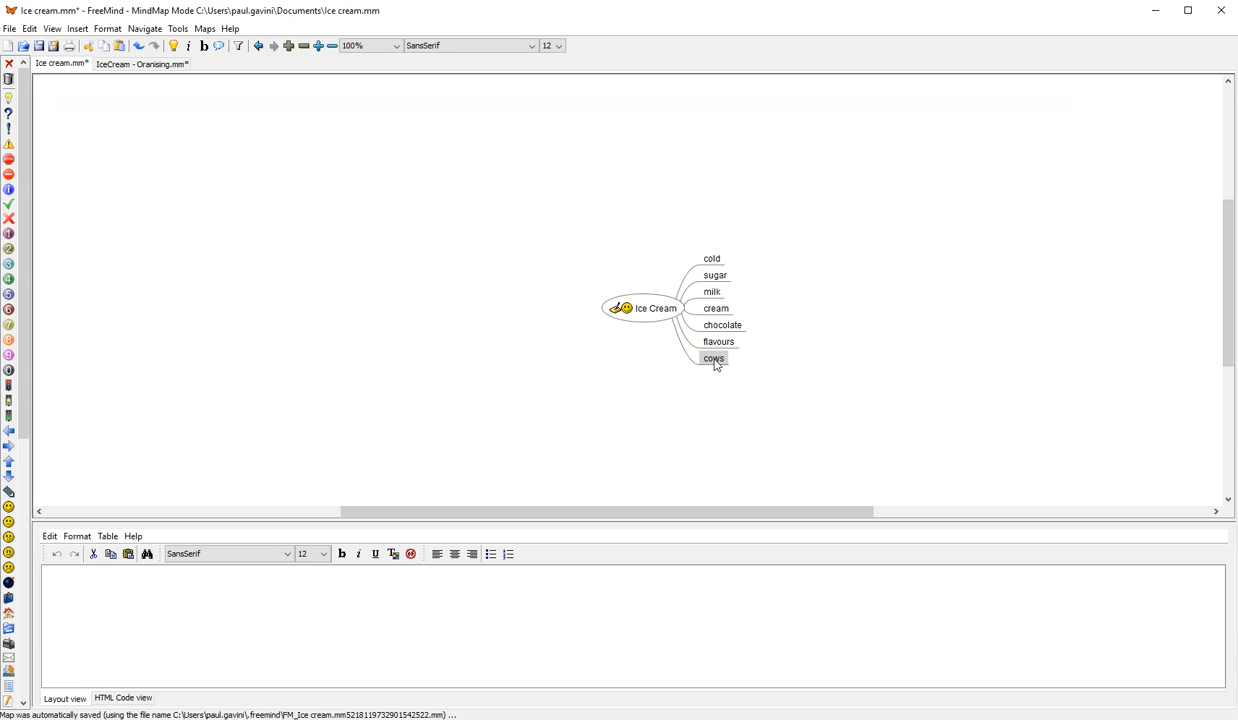 Ice cream.mm* - FreeMind - MindMap Mode C:\Users\paul.gavini\Documents\Ice cream.mm
File Edit View Insert Format Navigate Tools Maps Help
i b 100% SansSerif 12
Ice cream.mm* IceCream - Oranising.mm*
cold
sugar
milk
Ice Cream
cream
chocolate
flavours
cows
Edit Format Table Help
SansSerif 12 b i U
Layout view HTML Code view
Map was automatically saved (using the file name C:\Users\paul.gavini\.freemind\FM_Ice cream.mm5218119732901542522.mm) ...